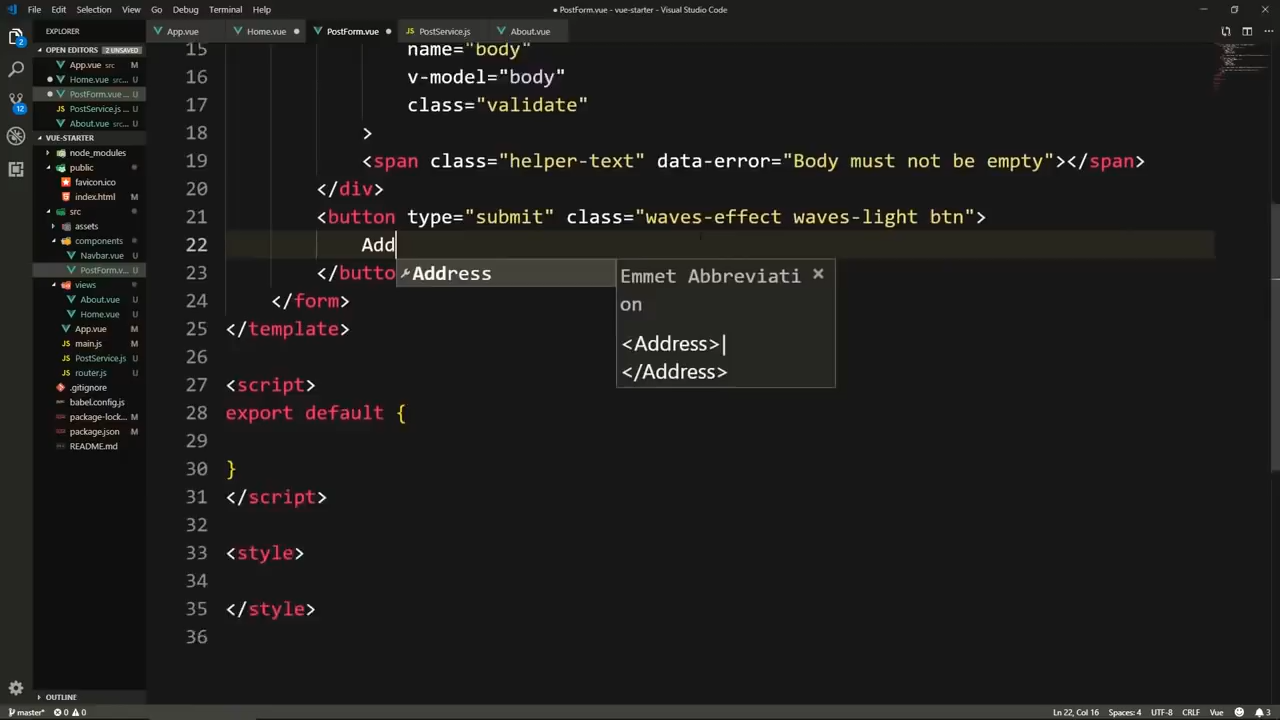 File Edit Selection View Go Debug Terminal Help
● PostForm.vue - vue-starter - Visual Studio Code
EXPLORER
App.vue
Home.vue
PostForm.vue
PostService.js
About.vue
OPEN EDITORS 2 UNSAVED
App.vue src... M
Home.vue src... U
PostForm.vue ... U
PostService.js ... U
About.vue src... U
VUE-STARTER
node_modules
public
favicon.ico
index.html M
src
assets
components
Navbar.vue U
PostForm.v... U
views
About.vue U
Home.vue U
App.vue M
main.js M
PostService.js U
router.js U
.gitignore
babel.config.js
package-lock... M
package.json M
README.md
OUTLINE
2
12
15 name="body"
16 v-model="body"
17 class="validate"
18 >
19 <span class="helper-text" data-error="Body must not be empty"></span>
20 </div>
21 <button type="submit" class="waves-effect waves-light btn">
22 Add
23 </butto
24 </form>
25 </template>
26
27 <script>
28 export default {
29
30 }
31 </script>
32
33 <style>
34
35 </style>
36
Address
Emmet Abbreviati
on
<Address>|
</Address>
master* 0 0
Ln 22, Col 16 Spaces: 4 UTF-8 CRLF Vue 3